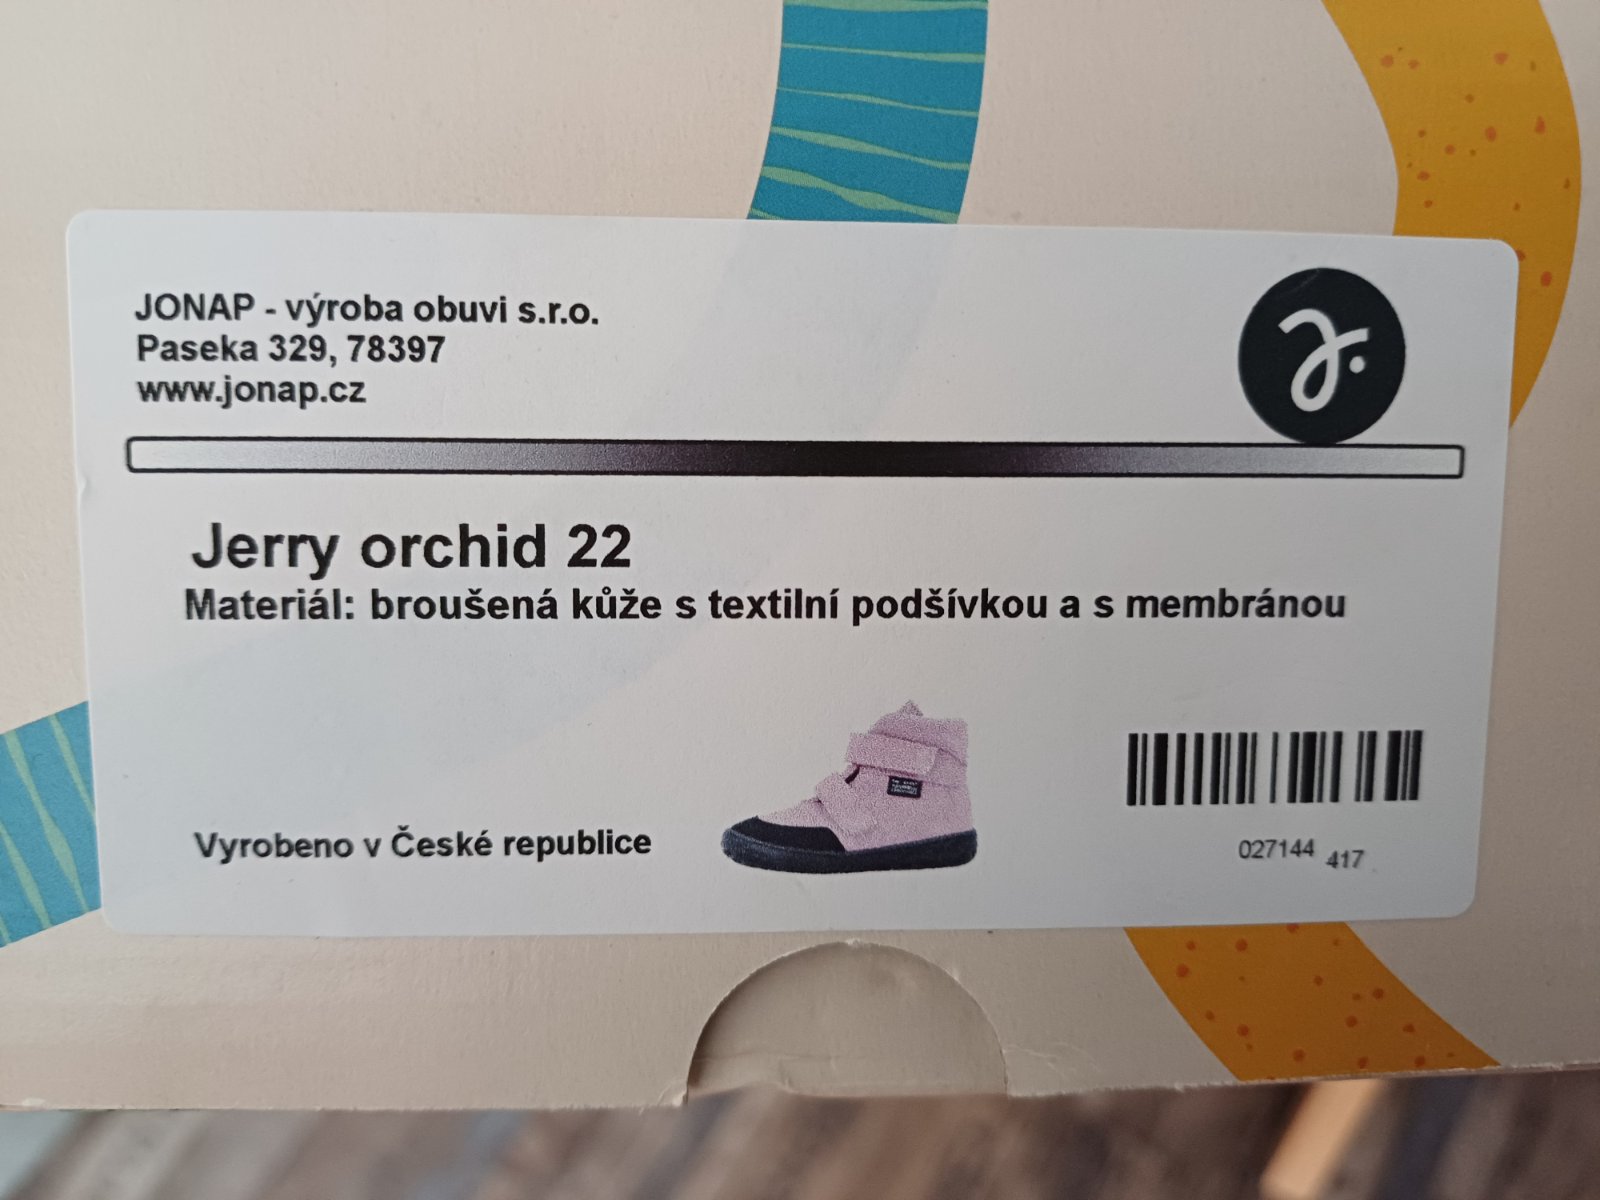 JONAP - výroba obuvi s.r.o.
Paseka 329, 78397
www.jonap.cz
Jerry orchid 22
Materiál: broušená kůže s textilní podšívkou a s membránou
Vyrobeno v České republice
027144 417